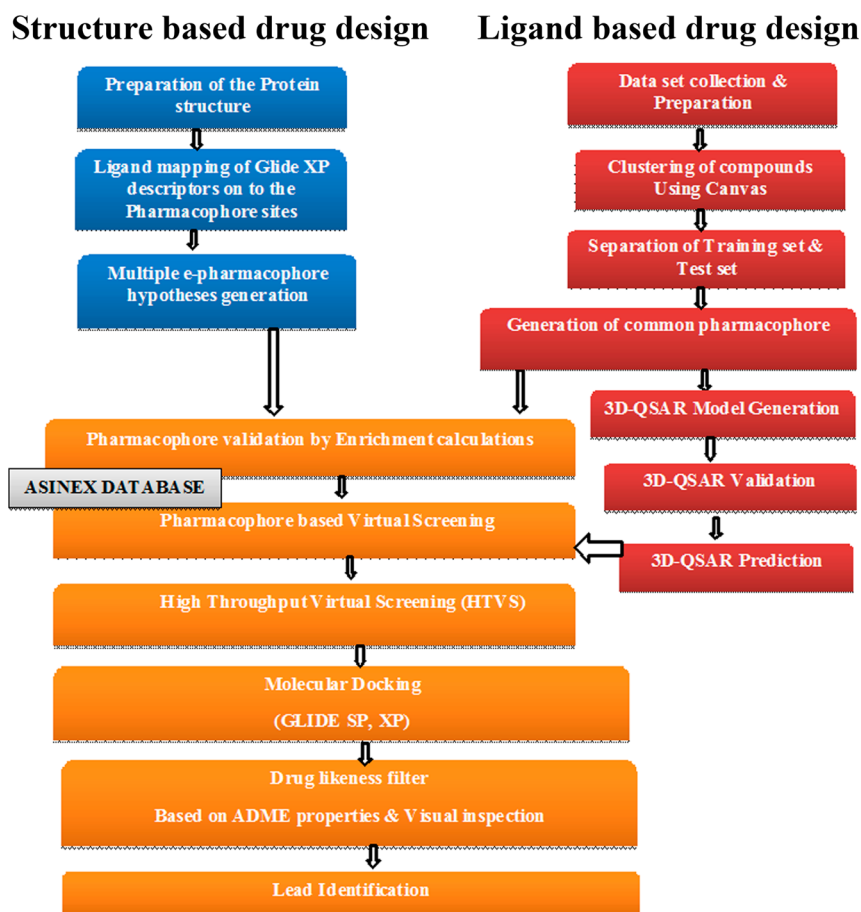 Structure based drug design
Ligand based drug design
Preparation of the Protein
structure
Ligand mapping of Glide XP
descriptors on to the
Pharmacophore sites
Multiple e-pharmacophore
hypotheses generation
Data set collection &
Preparation
Clustering of compounds
Using Canvas
Separation of Training set &
Test set
Generation of common pharmacophore
3D-QSAR Model Generation
3D-QSAR Validation
3D-QSAR Prediction
Pharmacophore validation by Enrichment calculations
ASINEX DATABASE
Pharmacophore based Virtual Screening
High Throughput Virtual Screening (HTVS)
Molecular Docking
(GLIDE SP, XP)
Drug likeness filter
Based on ADME properties & Visual inspection
Lead Identification